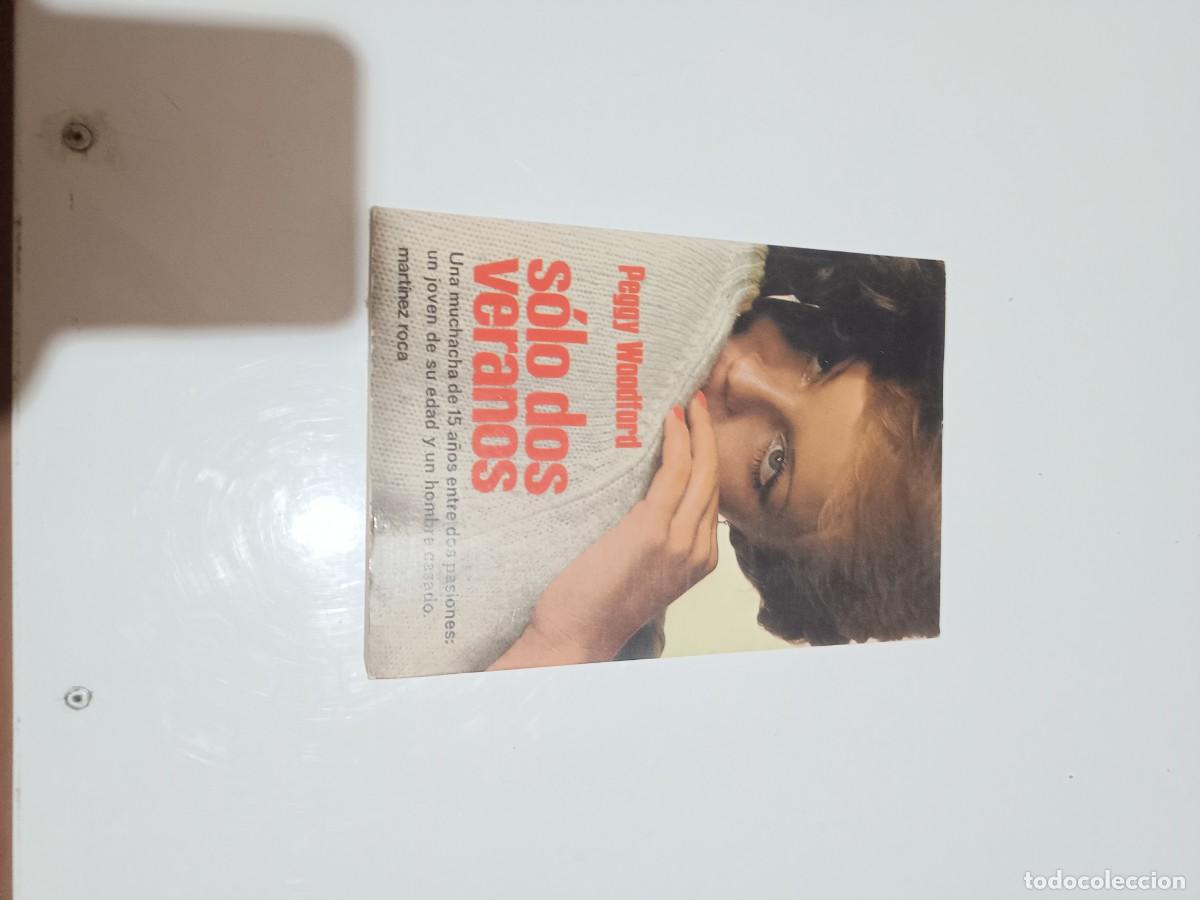 Peggy Woodford
sólo dos
veranos
Una muchacha de 15 años entre dos pasiones:
un joven de su edad y un hombre casado.
martínez roca
todocoleccion